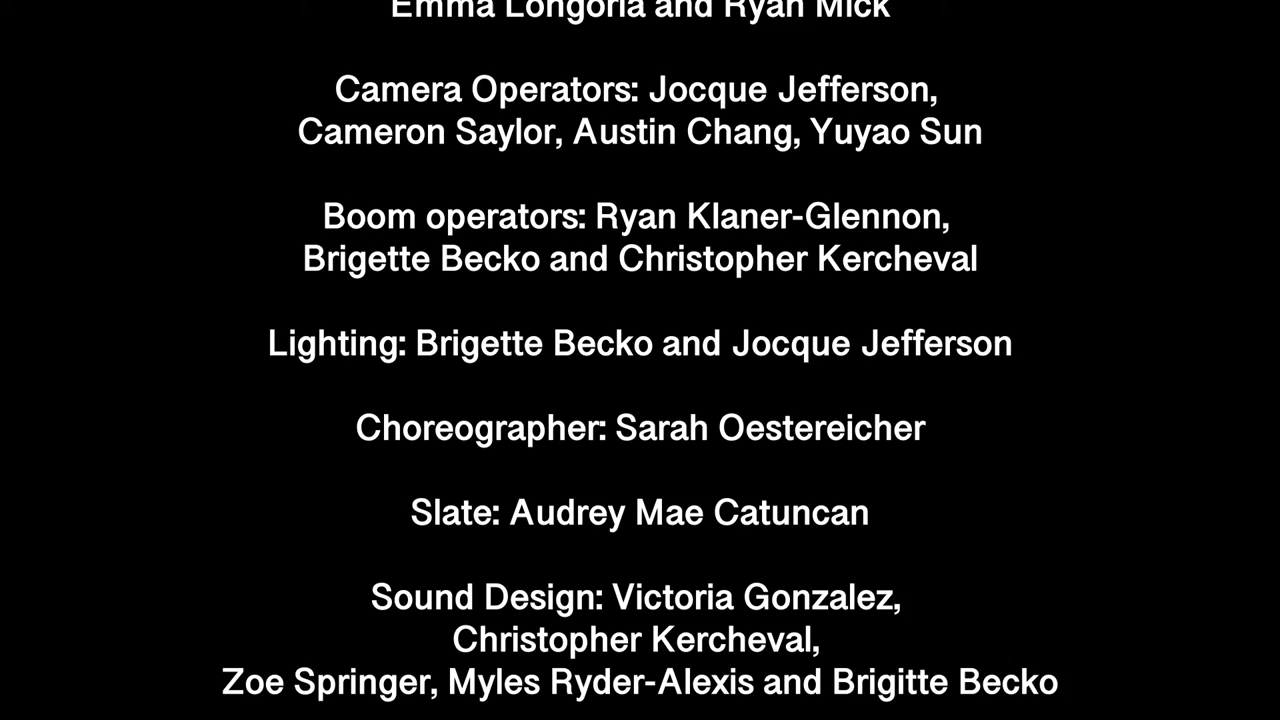 Emma Longoria and Ryan Mick
Camera Operators: Jocque Jefferson,
Cameron Saylor, Austin Chang, Yuyao Sun
Boom operators: Ryan Klaner-Glennon,
Brigette Becko and Christopher Kercheval
Lighting: Brigette Becko and Jocque Jefferson
Choreographer: Sarah Oestereicher
Slate: Audrey Mae Catuncan
Sound Design: Victoria Gonzalez,
Christopher Kercheval,
Zoe Springer, Myles Ryder-Alexis and Brigitte Becko